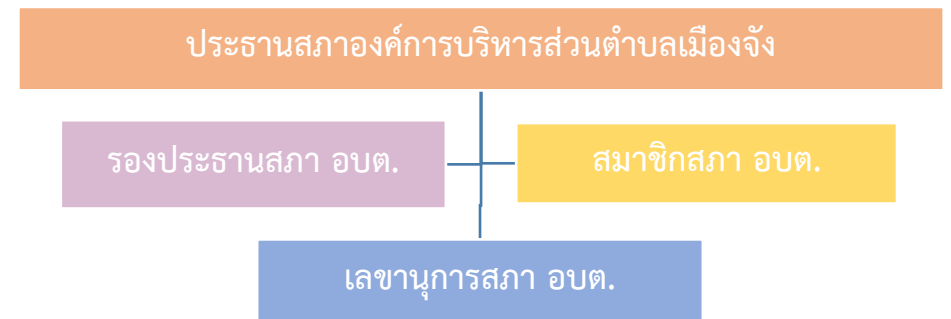 ประธานสภาองค์การบริหารส่วนตำบลเมืองจัง
รองประธานสภา อบต.
สมาชิกสภา อบต.
เลขานุการสภา อบต.